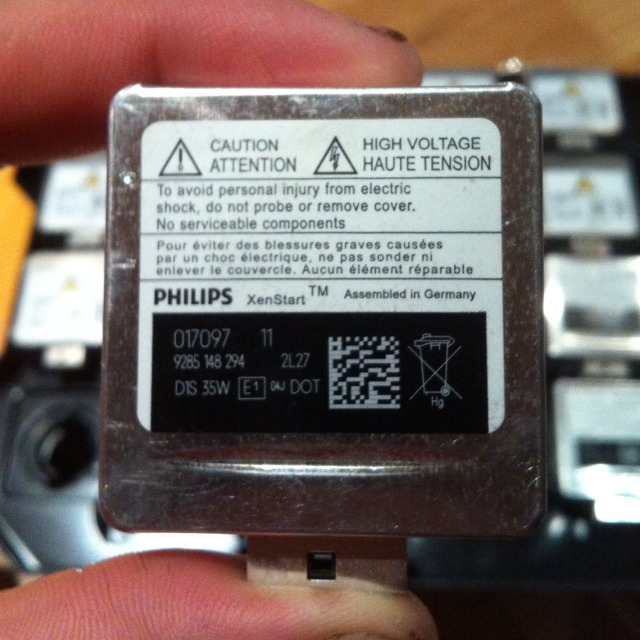 CAUTION HIGH VOLTAGE
ATTENTION HAUTE TENSION
To avoid personal injury from electric
shock, do not probe or remove cover.
No serviceable components
Pour éviter des blessures graves causées
par un choc électrique, ne pas sonder ni
enlever le couvercle. Aucun élément réparable
PHILIPS XenStart™ Assembled in Germany
017097 11
9285 148 294 2L27
D1S 35W E1 04J DOT
Hg